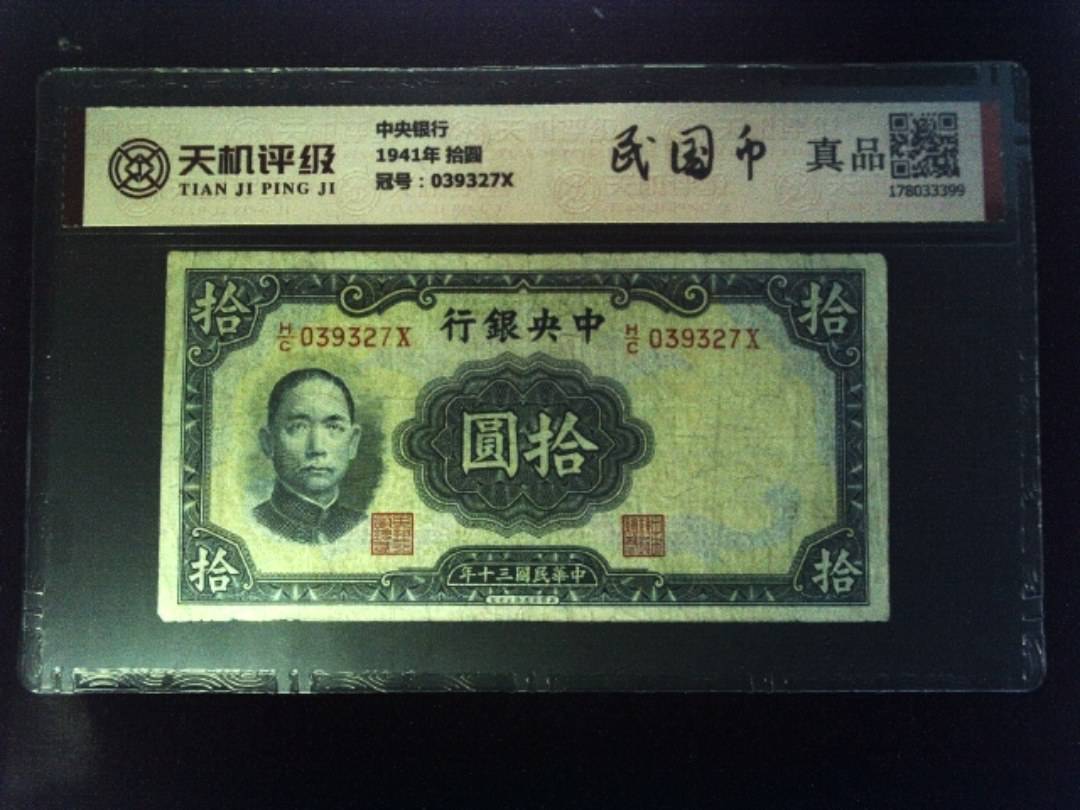 天机评级
TIAN JI PING JI
中央银行
1941年 拾圆
冠号：039327X
民国币
真品
178033399
拾
拾
中央銀行
H/C 039327X
H/C 039327X
拾圓
拾
拾
中華民國三十年